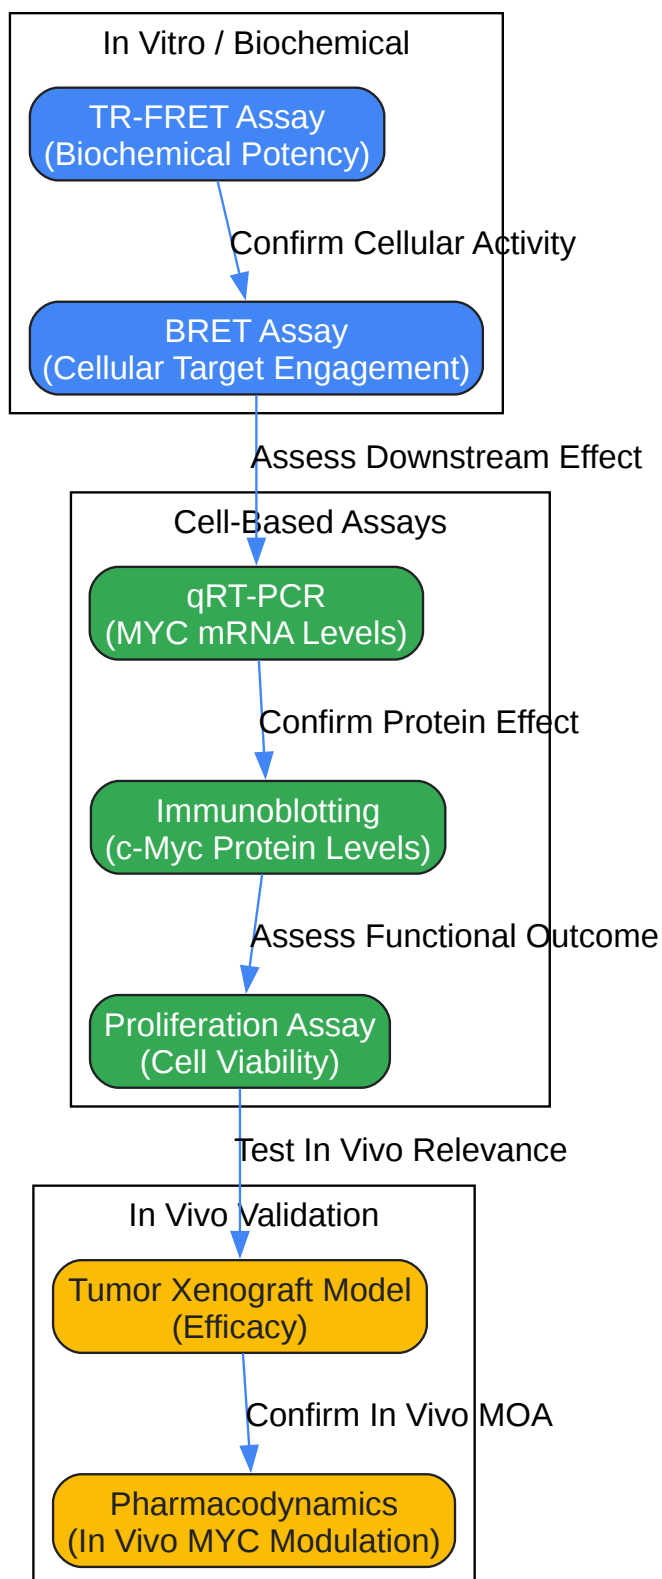 In Vitro / Biochemical
TR-FRET Assay
(Biochemical Potency)
Confirm Cellular Activity
BRET Assay
(Cellular Target Engagement)
Assess Downstream Effect
Cell-Based Assays
qRT-PCR
(MYC mRNA Levels)
Confirm Protein Effect
Immunoblotting
(c-Myc Protein Levels)
Assess Functional Outcome
Proliferation Assay
(Cell Viability)
Test In Vivo Relevance
In Vivo Validation
Tumor Xenograft Model
(Efficacy)
Confirm In Vivo MOA
Pharmacodynamics
(In Vivo MYC Modulation)